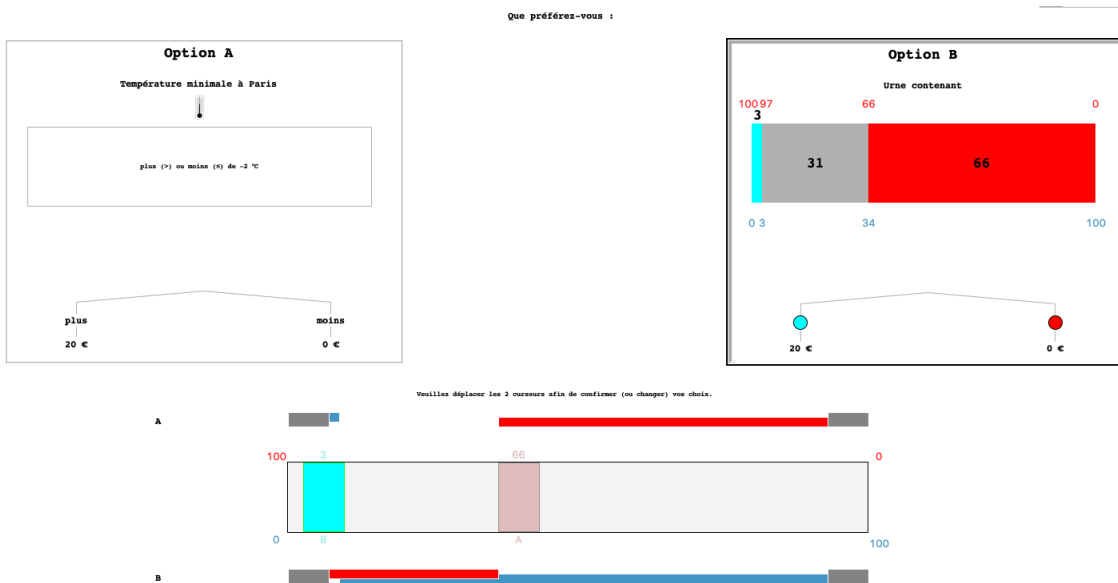 Que préférez-vous :
Option A
Température minimale à Paris
plus (>) ou moins (≤) de -2 °C
plus
moins
20 €
0 €
Option B
Urne contenant
100 97 66 0
3
31
66
0 3 34 100
20 €
0 €
Veuillez déplacer les 2 curseurs afin de confirmer (ou changer) vos choix.
A
100 3 66 0
0 B A 100
B